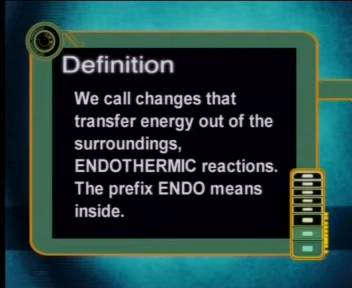 Definition
We call changes that
transfer energy out of the
surroundings,
ENDOTHERMIC reactions.
The prefix ENDO means
inside.